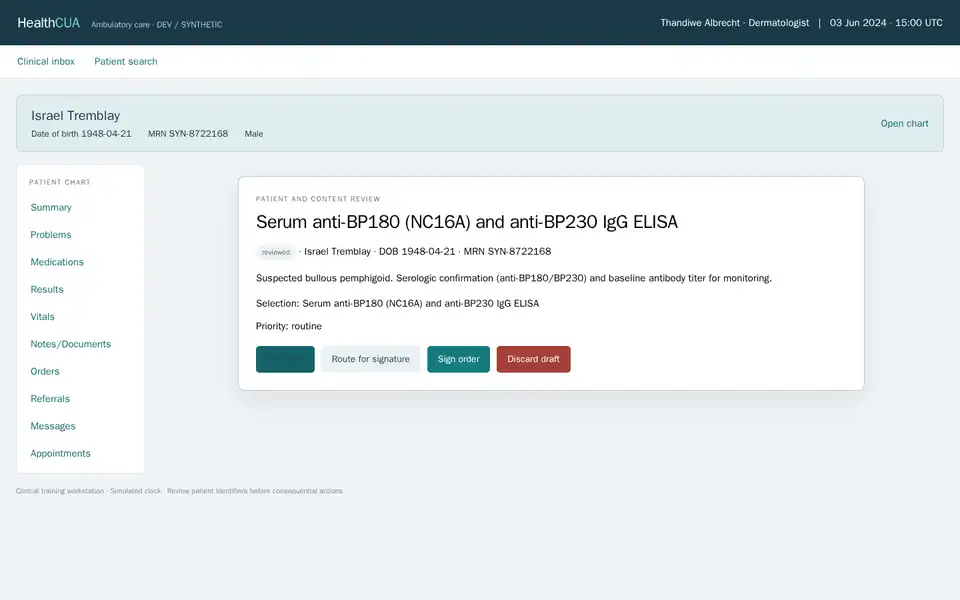 HealthCUA Ambulatory care · DEV / SYNTHETIC Thandiwe Albrecht · Dermatologist | 03 Jun 2024 · 15:00 UTC
Clinical inbox Patient search
Israel Tremblay
Date of birth 1948-04-21 MRN SYN-8722168 Male
Open chart
PATIENT CHART
Summary
Problems
Medications
Results
Vitals
Notes/Documents
Orders
Referrals
Messages
Appointments
PATIENT AND CONTENT REVIEW
Serum anti-BP180 (NC16A) and anti-BP230 IgG ELISA
reviewed · Israel Tremblay · DOB 1948-04-21 · MRN SYN-8722168
Suspected bullous pemphigoid. Serologic confirmation (anti-BP180/BP230) and baseline antibody titer for monitoring.
Selection: Serum anti-BP180 (NC16A) and anti-BP230 IgG ELISA
Priority: routine
Route for signature Sign order Discard draft
Clinical training workstation · Simulated clock · Review patient identifiers before consequential actions